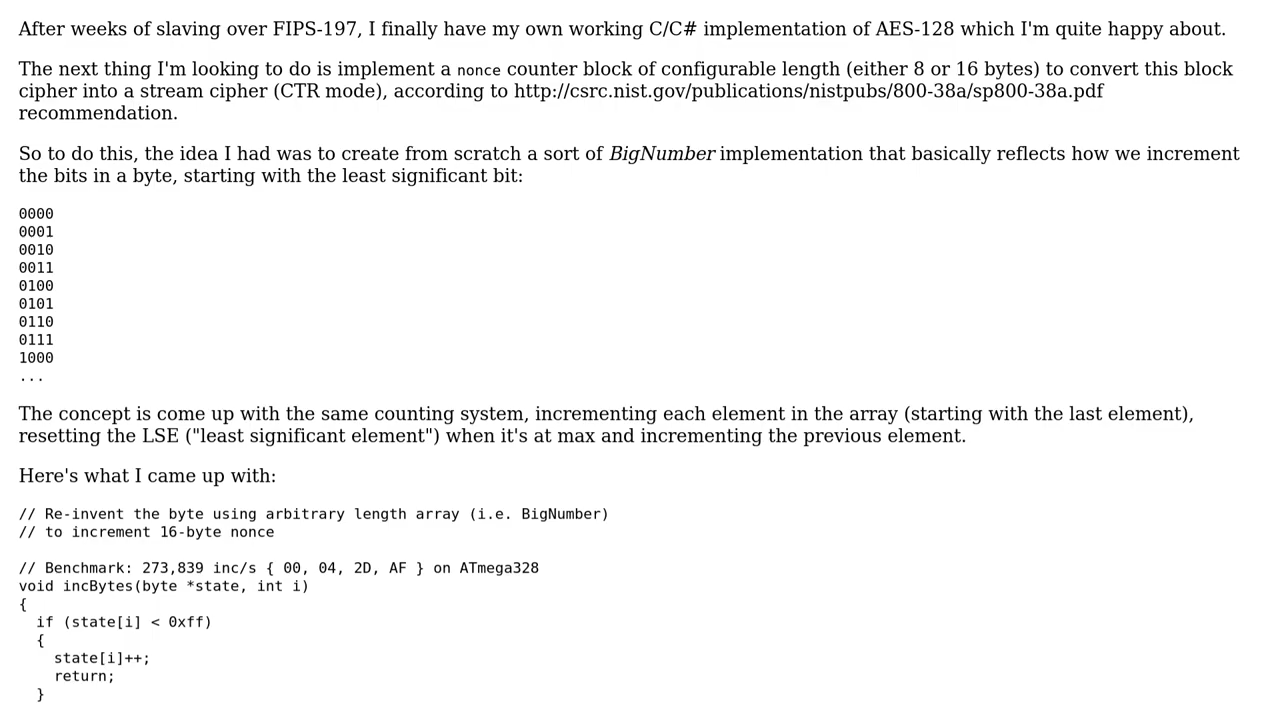 After weeks of slaving over FIPS-197, I finally have my own working C/C# implementation of AES-128 which I'm quite happy about.
The next thing I'm looking to do is implement a nonce counter block of configurable length (either 8 or 16 bytes) to convert this block
cipher into a stream cipher (CTR mode), according to http://csrc.nist.gov/publications/nistpubs/800-38a/sp800-38a.pdf
recommendation.
So to do this, the idea I had was to create from scratch a sort of BigNumber implementation that basically reflects how we increment
the bits in a byte, starting with the least significant bit:
0000
0001
0010
0011
0100
0101
0110
0111
1000
...
The concept is come up with the same counting system, incrementing each element in the array (starting with the last element),
resetting the LSE ("least significant element") when it's at max and incrementing the previous element.
Here's what I came up with:
// Re-invent the byte using arbitrary length array (i.e. BigNumber)
// to increment 16-byte nonce
// Benchmark: 273,839 inc/s { 00, 04, 2D, AF } on ATmega328
void incBytes(byte *state, int i)
{
  if (state[i] < 0xff)
  {
    state[i]++;
    return;
  }